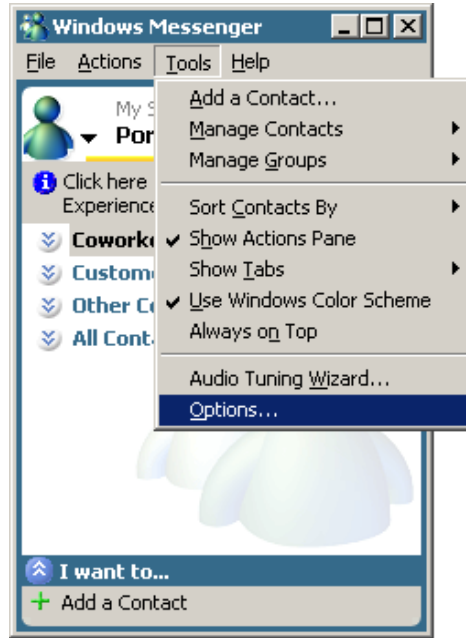 Windows Messenger
File Actions Tools Help
My
Add a Contact...
Manage Contacts
Manage Groups
Click here
Experience
Sort Contacts By
Show Actions Pane
Show Tabs
Use Windows Color Scheme
Always on Top
Audio Tuning Wizard...
Options...
I want to...
Add a Contact